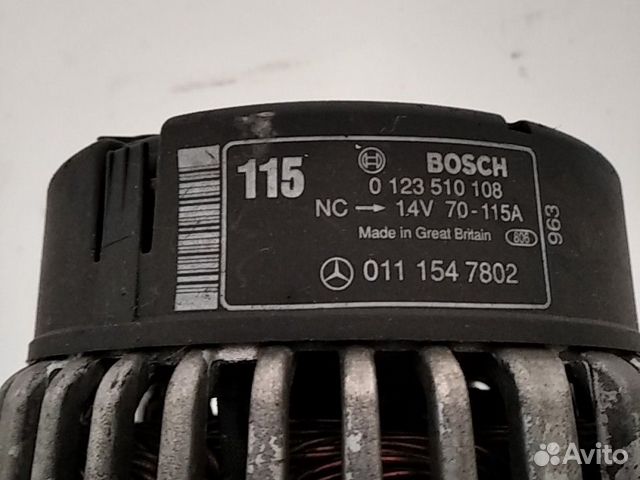 115
BOSCH
0 123 510 108
NC → 14V 70-115A
Made in Great Britain 806
963
011 154 7802
Avito